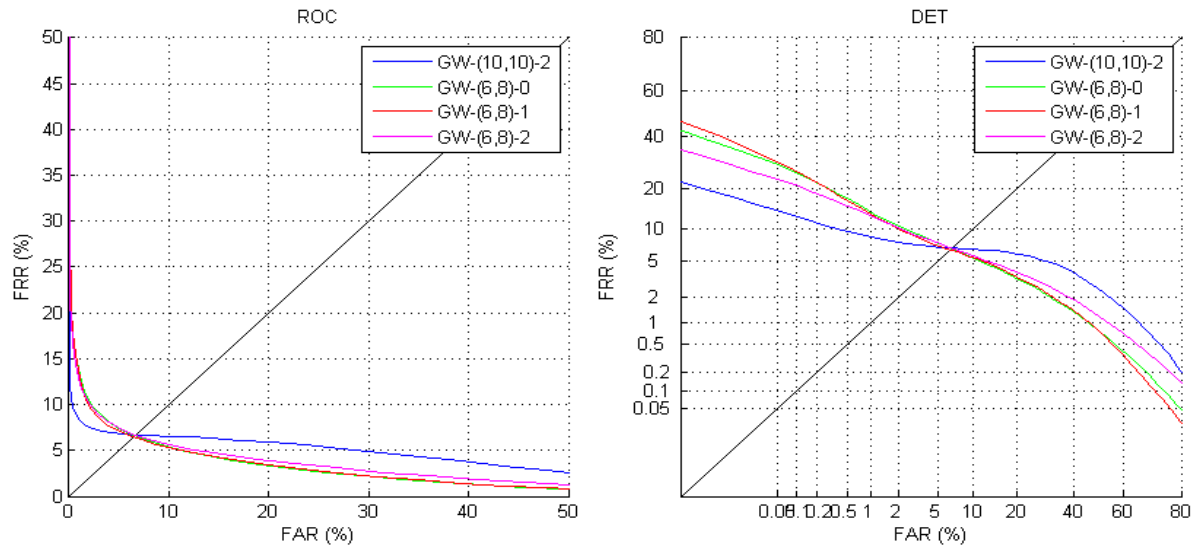 ROC
50
45
40
35
30
25
20
15
10
5
0
FRR (%)
0 10 20 30 40 50
FAR (%)
GW-(10,10)-2
GW-(6,8)-0
GW-(6,8)-1
GW-(6,8)-2
DET
80
60
40
20
10
5
2
1
0.5
0.2
0.1
0.05
FRR (%)
0.05 0.1 0.2 0.5 1 2 5 10 20 40 60 80
FAR (%)
GW-(10,10)-2
GW-(6,8)-0
GW-(6,8)-1
GW-(6,8)-2